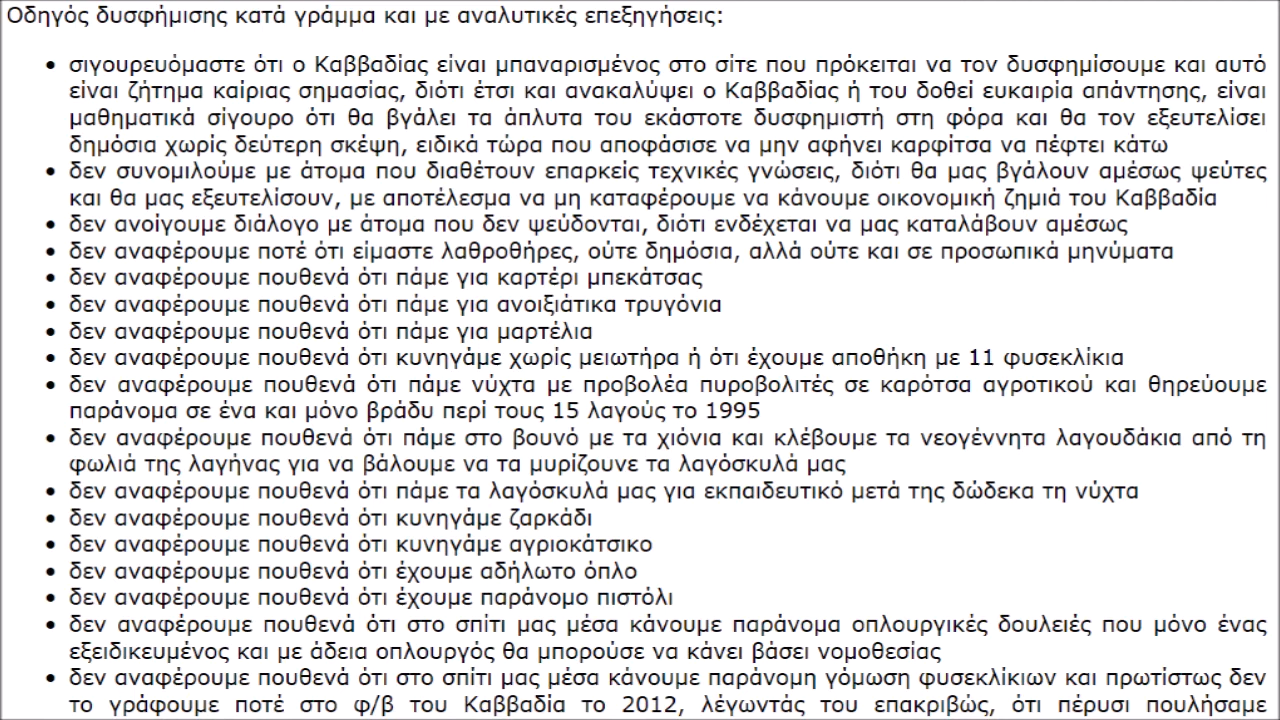 Οδηγός δυσφήμισης κατά γράμμα και με αναλυτικές επεξηγήσεις:
• σιγουρευόμαστε ότι ο Καββαδίας είναι μπαναρισμένος στο σίτε που πρόκειται να τον δυσφημίσουμε και αυτό
είναι ζήτημα καίριας σημασίας, διότι έτσι και ανακαλύψει ο Καββαδίας ή του δοθεί ευκαιρία απάντησης, είναι
μαθηματικά σίγουρο ότι θα βγάλει τα άπλυτα του εκάστοτε δυσφημιστή στη φόρα και θα τον εξευτελίσει
δημόσια χωρίς δεύτερη σκέψη, ειδικά τώρα που αποφάσισε να μην αφήνει καρφίτσα να πέφτει κάτω
• δεν συνομιλούμε με άτομα που διαθέτουν επαρκείς τεχνικές γνώσεις, διότι θα μας βγάλουν αμέσως ψεύτες
και θα μας εξευτελίσουν, με αποτέλεσμα να μη καταφέρουμε να κάνουμε οικονομική ζημιά του Καββαδία
• δεν ανοίγουμε διάλογο με άτομα που δεν ψεύδονται, διότι ενδέχεται να μας καταλάβουν αμέσως
• δεν αναφέρουμε ποτέ ότι είμαστε λαθροθήρες, ούτε δημόσια, αλλά ούτε και σε προσωπικά μηνύματα
• δεν αναφέρουμε πουθενά ότι πάμε για καρτέρι μπεκάτσας
• δεν αναφέρουμε πουθενά ότι πάμε για ανοιξιάτικα τρυγόνια
• δεν αναφέρουμε πουθενά ότι πάμε για μαρτέλια
• δεν αναφέρουμε πουθενά ότι κυνηγάμε χωρίς μειωτήρα ή ότι έχουμε αποθήκη με 11 φυσεκλίκια
• δεν αναφέρουμε πουθενά ότι πάμε νύχτα με προβολέα πυροβολιτές σε καρότσα αγροτικού και θηρεύουμε
παράνομα σε ένα και μόνο βράδυ περί τους 15 λαγούς το 1995
• δεν αναφέρουμε πουθενά ότι πάμε στο βουνό με τα χιόνια και κλέβουμε τα νεογέννητα λαγουδάκια από τη
φωλιά της λαγήνας για να βάλουμε να τα μυρίζουνε τα λαγόσκυλά μας
• δεν αναφέρουμε πουθενά ότι πάμε τα λαγόσκυλά μας για εκπαιδευτικό μετά της δώδεκα τη νύχτα
• δεν αναφέρουμε πουθενά ότι κυνηγάμε ζαρκάδι
• δεν αναφέρουμε πουθενά ότι κυνηγάμε αγριοκάτσικο
• δεν αναφέρουμε πουθενά ότι έχουμε αδήλωτο όπλο
• δεν αναφέρουμε πουθενά ότι έχουμε παράνομο πιστόλι
• δεν αναφέρουμε πουθενά ότι στο σπίτι μας μέσα κάνουμε παράνομα οπλουργικές δουλειές που μόνο ένας
εξειδικευμένος και με άδεια οπλουργός θα μπορούσε να κάνει βάσει νομοθεσίας
• δεν αναφέρουμε πουθενά ότι στο σπίτι μας μέσα κάνουμε παράνομη γόμωση φυσεκλίκιων και πρωτίστως δεν
το γράφουμε ποτέ στο φ/β του Καββαδία το 2012, λέγωντάς του επακριβώς, ότι πέρυσι πουλήσαμε